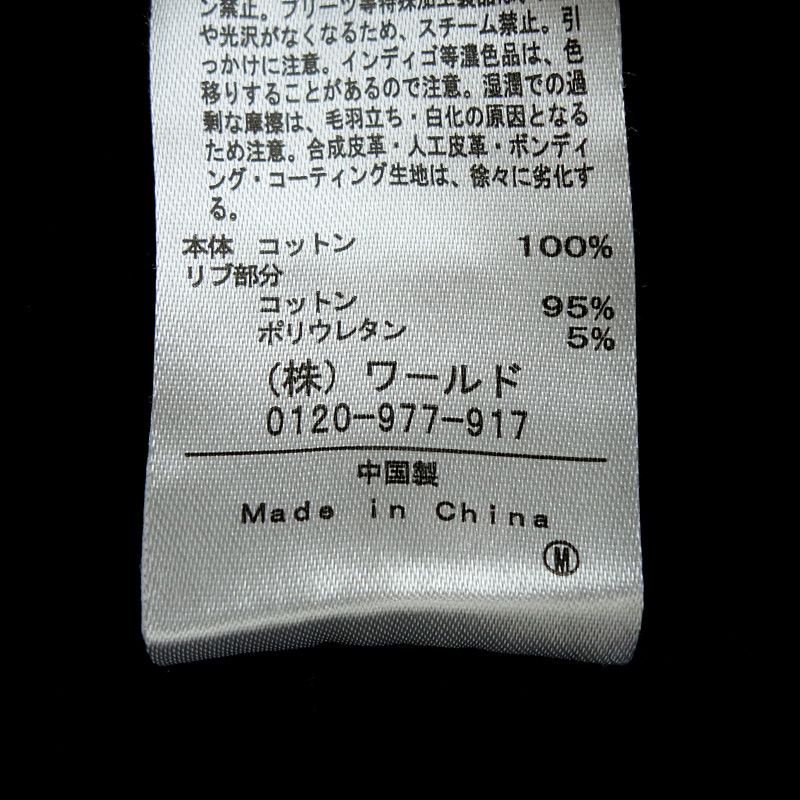 ン禁止。プリーツ等特殊加工製品は、
や光沢がなくなるため、スチーム禁止。引
っかけに注意。インディゴ等濃色品は、色
移りすることがあるので注意。湿潤での過
剰な摩擦は、毛羽立ち・白化の原因となる
ため注意。合成皮革・人工皮革・ボンディ
ング・コーティング生地は、徐々に劣化す
る。
本体 コットン 100%
リブ部分
コットン 95%
ポリウレタン 5%
(株) ワールド
0120-977-917
中国製
Made in China
M